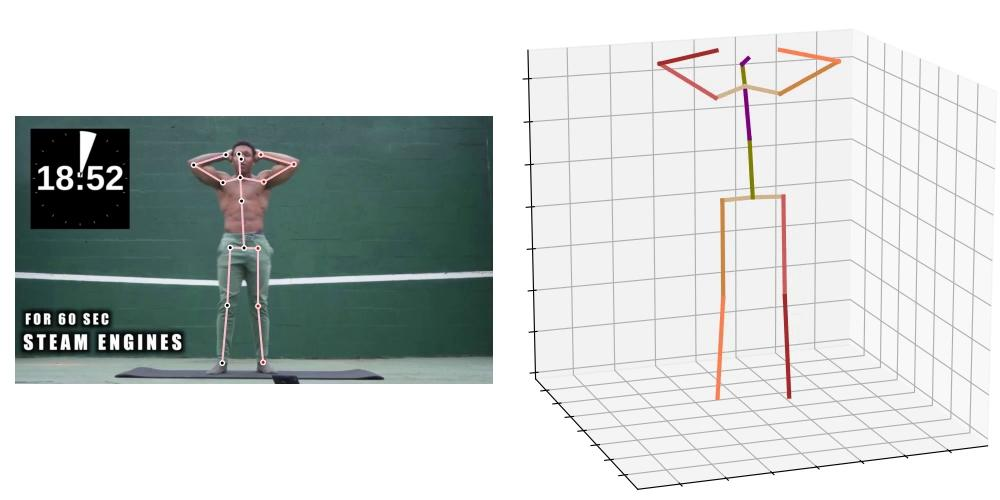 18:52
FOR 60 SEC
STEAM ENGINES